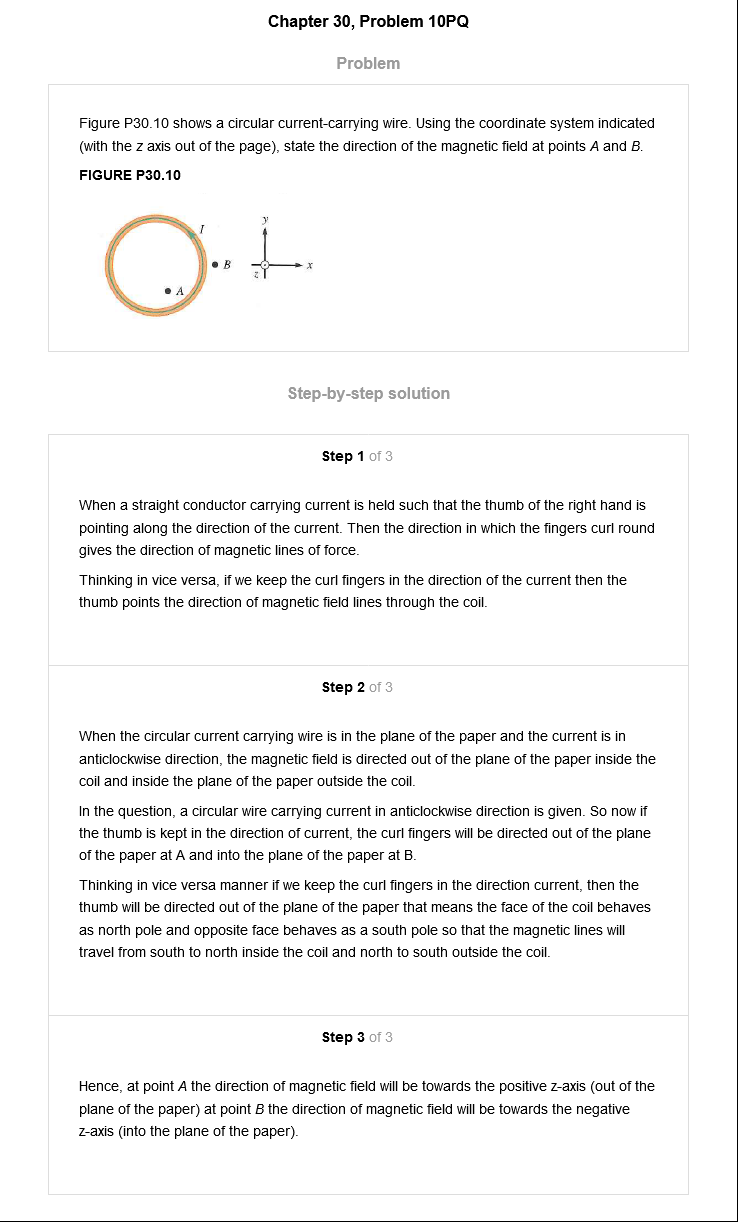 Chapter 30, Problem 10PQ
Problem
Figure P30.10 shows a circular current-carrying wire. Using the coordinate system indicated
(with the z axis out of the page), state the direction of the magnetic field at points A and B.
FIGURE P30.10
y
I
B
x
z
A
Step-by-step solution
Step 1 of 3
When a straight conductor carrying current is held such that the thumb of the right hand is
pointing along the direction of the current. Then the direction in which the fingers curl round
gives the direction of magnetic lines of force.
Thinking in vice versa, if we keep the curl fingers in the direction of the current then the
thumb points the direction of magnetic field lines through the coil.
Step 2 of 3
When the circular current carrying wire is in the plane of the paper and the current is in
anticlockwise direction, the magnetic field is directed out of the plane of the paper inside the
coil and inside the plane of the paper outside the coil.
In the question, a circular wire carrying current in anticlockwise direction is given. So now if
the thumb is kept in the direction of current, the curl fingers will be directed out of the plane
of the paper at A and into the plane of the paper at B.
Thinking in vice versa manner if we keep the curl fingers in the direction current, then the
thumb will be directed out of the plane of the paper that means the face of the coil behaves
as north pole and opposite face behaves as a south pole so that the magnetic lines will
travel from south to north inside the coil and north to south outside the coil.
Step 3 of 3
Hence, at point A the direction of magnetic field will be towards the positive z-axis (out of the
plane of the paper) at point B the direction of magnetic field will be towards the negative
z-axis (into the plane of the paper).